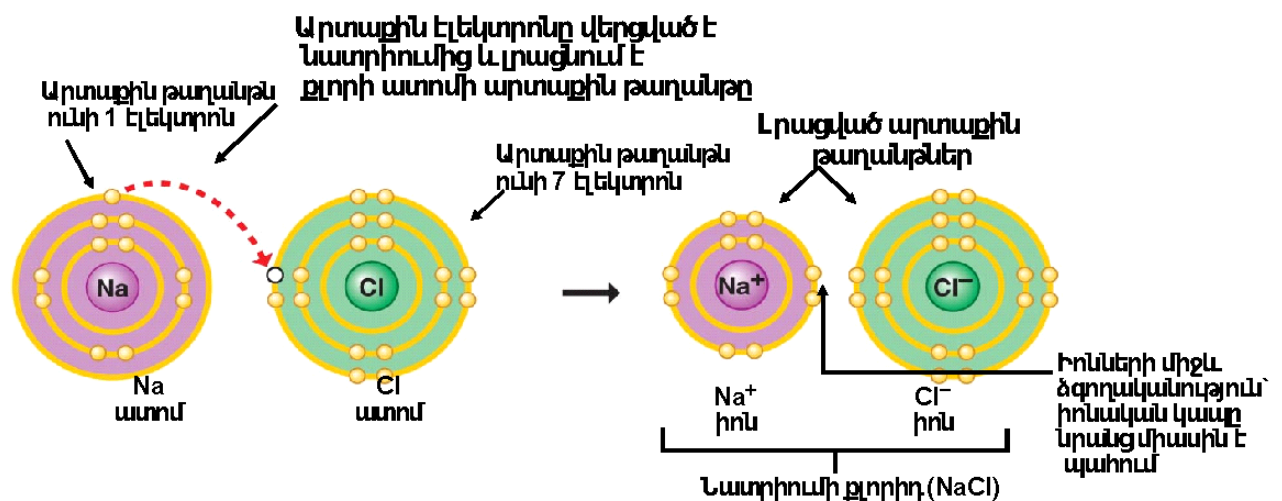 Արտաքին էլեկտրոնը վերցված է
նատրիումից և լրացնում է
քլորի ատոմի արտաքին թաղանթը
Արտաքին թաղանթն
ունի 1 էլեկտրոն
Արտաքին թաղանթն
ունի 7 էլեկտրոն
Լրացված արտաքին
թաղանթներ
Na
Cl
Na⁺
Cl⁻
Na
ատոմ
Cl
ատոմ
Na⁺
իոն
Cl⁻
իոն
Իոնների միջև
ձգողականություն՝
իոնական կապը
նրանց միասին է
պահում
Նատրիումի քլորիդ (NaCl)